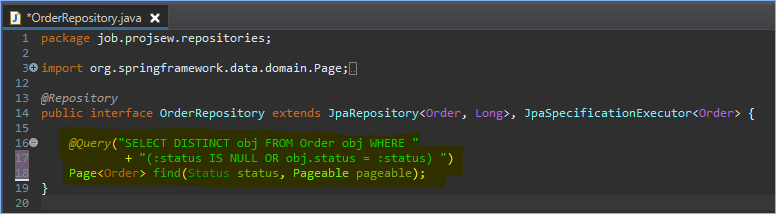 *OrderRepository.java
1 package job.projsew.repositories;
2
3 import org.springframework.data.domain.Page;
12
13 @Repository
14 public interface OrderRepository extends JpaRepository<Order, Long>, JpaSpecificationExecutor<Order> {
15
16 @Query("SELECT DISTINCT obj FROM Order obj WHERE "
17 + "(:status IS NULL OR obj.status = :status) ")
18 Page<Order> find(Status status, Pageable pageable);
19 }
20